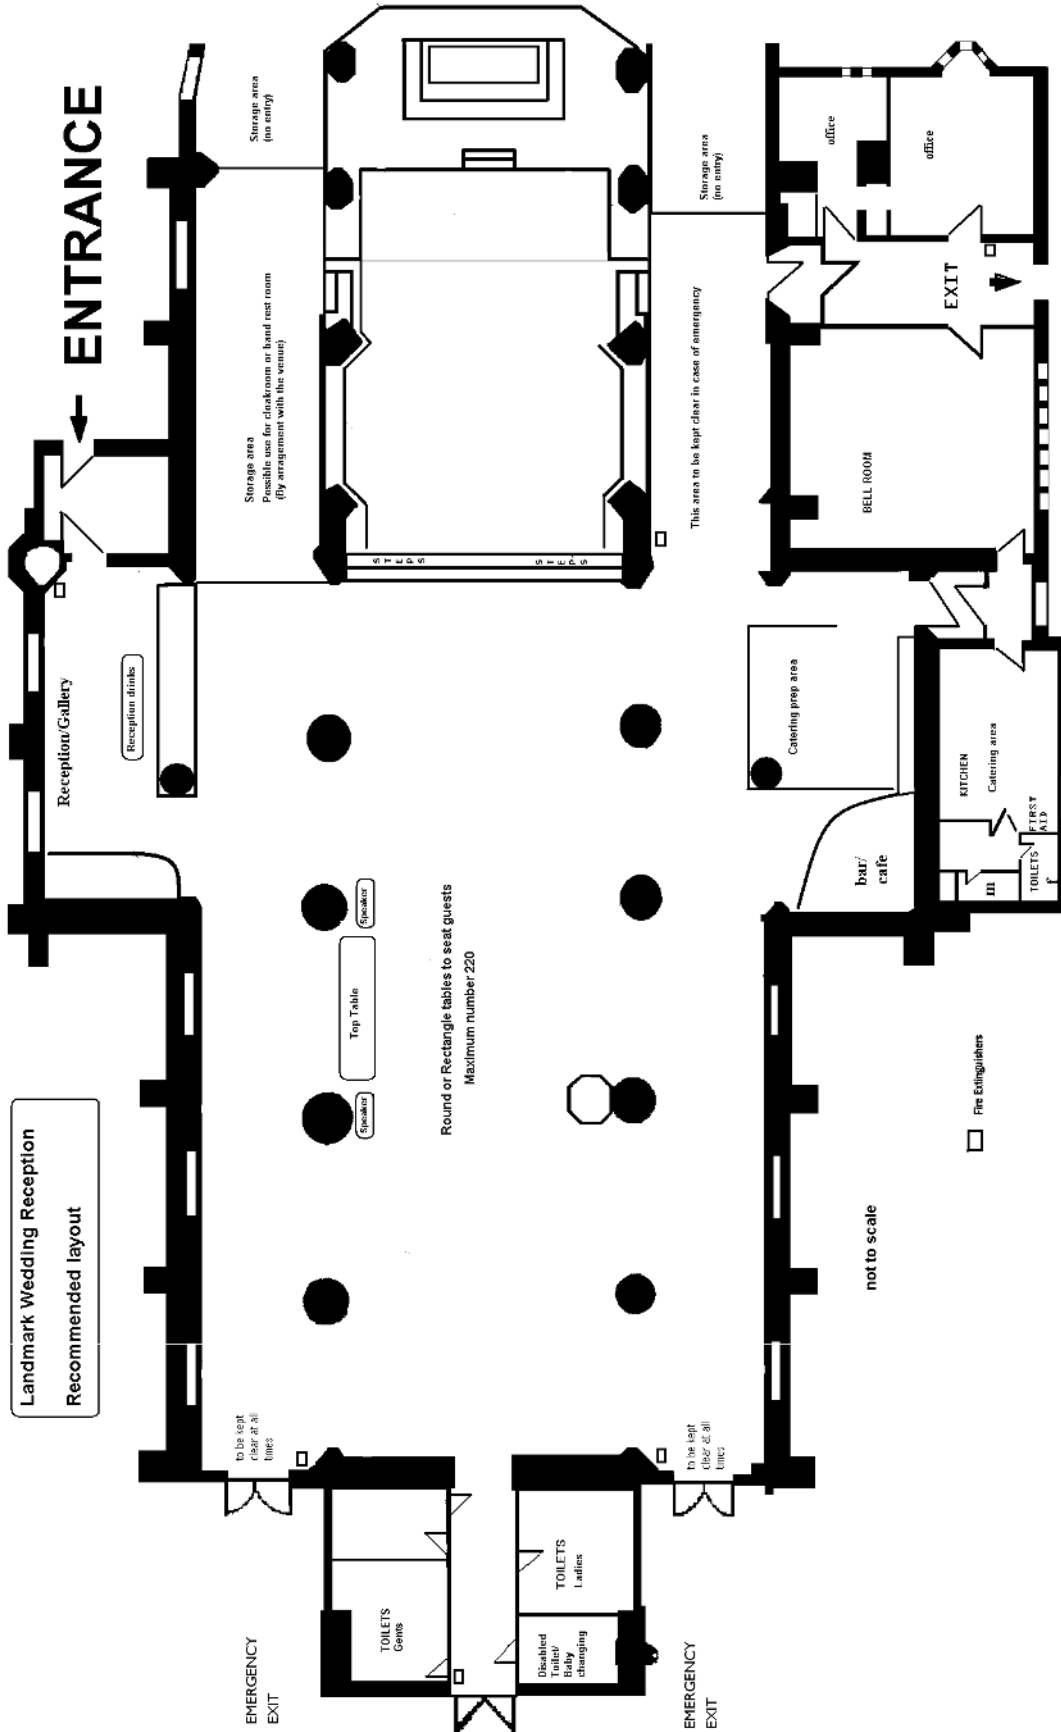 Landmark Wedding Reception
Recommended layout
ENTRANCE
Reception/Gallery
Reception drinks
Storage area
(no entry)
Storage area
Possible use for cloakroom or band rest room
(By arragement with the venue)
STEPS
STEPS
Storage area
(no entry)
This area to be kept clear in case of emergency
office
office
EXIT
BELL ROOM
Catering prep area
KITCHEN
Catering area
FIRST
AID
TOILETS
m
f
bar/
cafe
Speaker
Top Table
Speaker
Round or Rectangle tables to seat guests
Maximum number 220
to be kept
clear at all
times
to be kept
clear at all
times
TOILETS
Gents
TOILETS
Ladies
Disabled
Toilet/
Baby
changing
EMERGENCY
EXIT
EMERGENCY
EXIT
not to scale
Fire Extinguishers